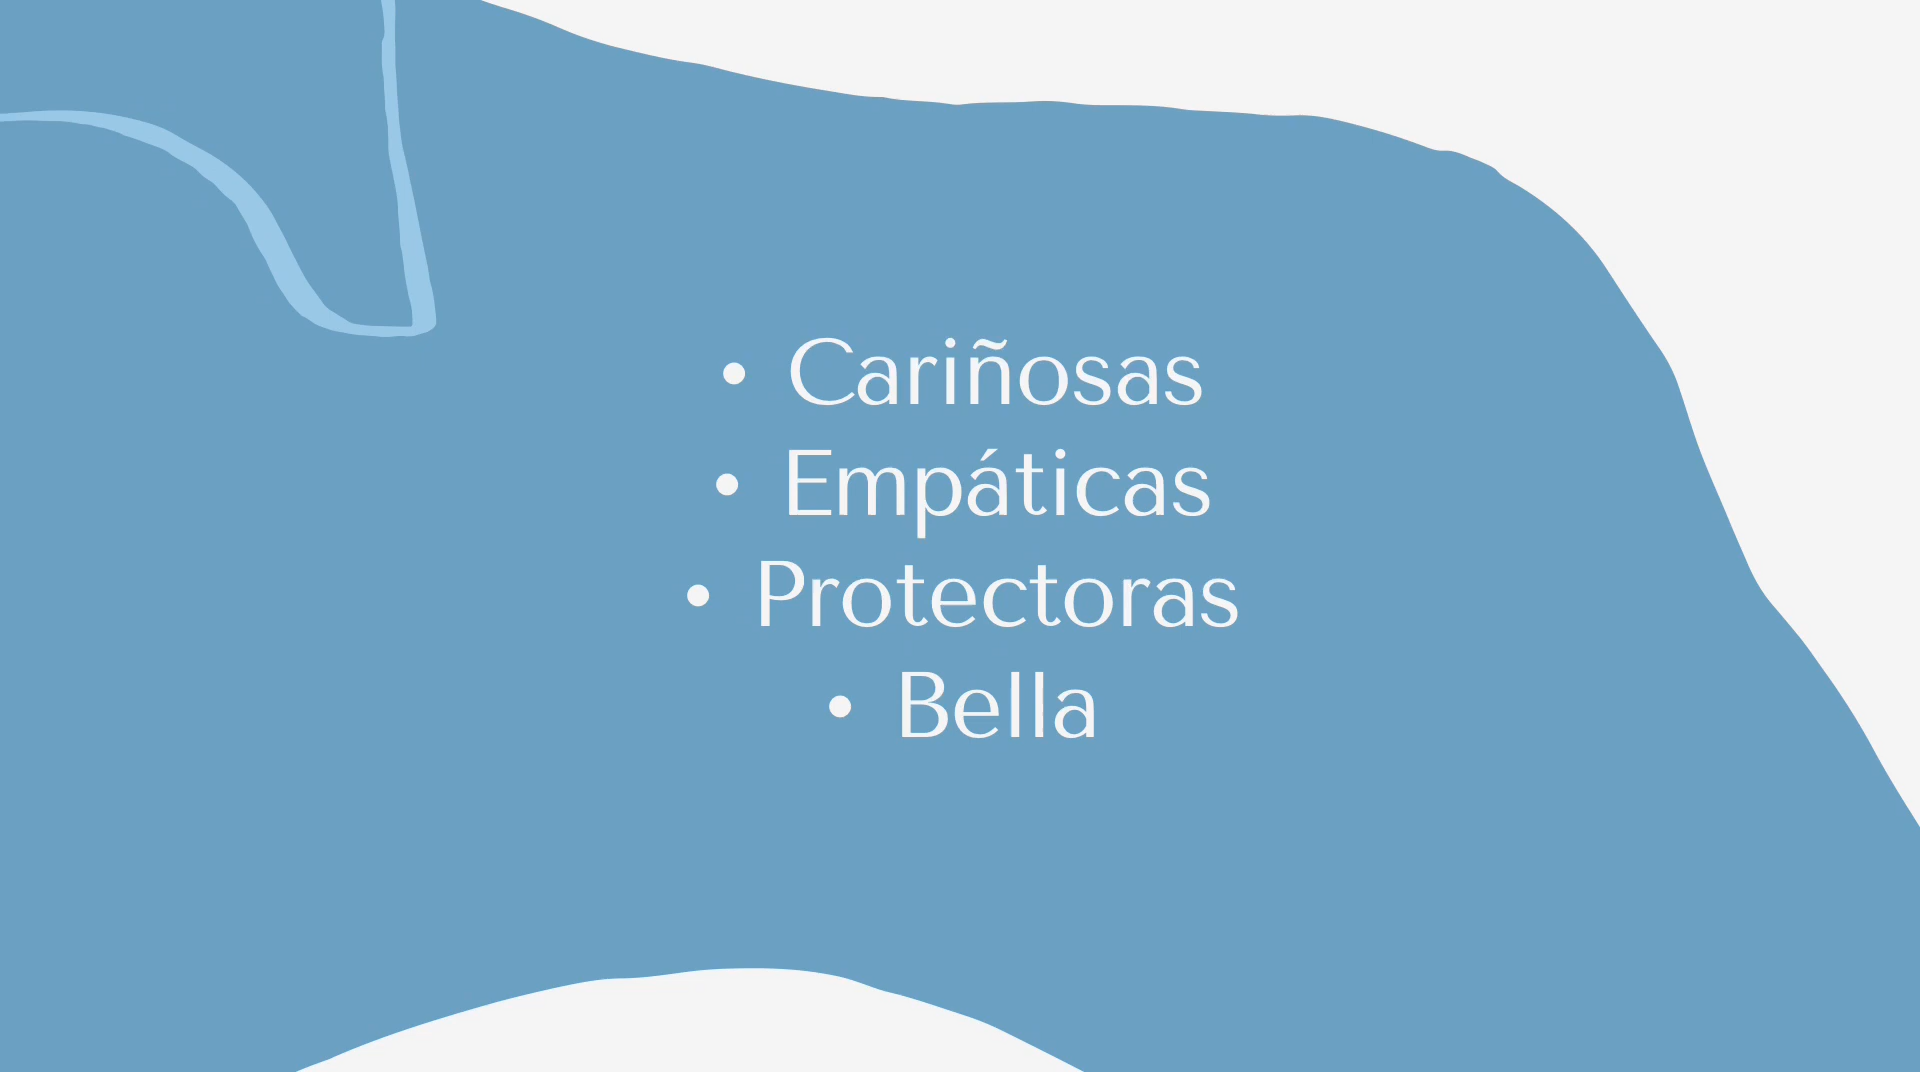 • Cariñosas
• Empáticas
• Protectoras
• Bella